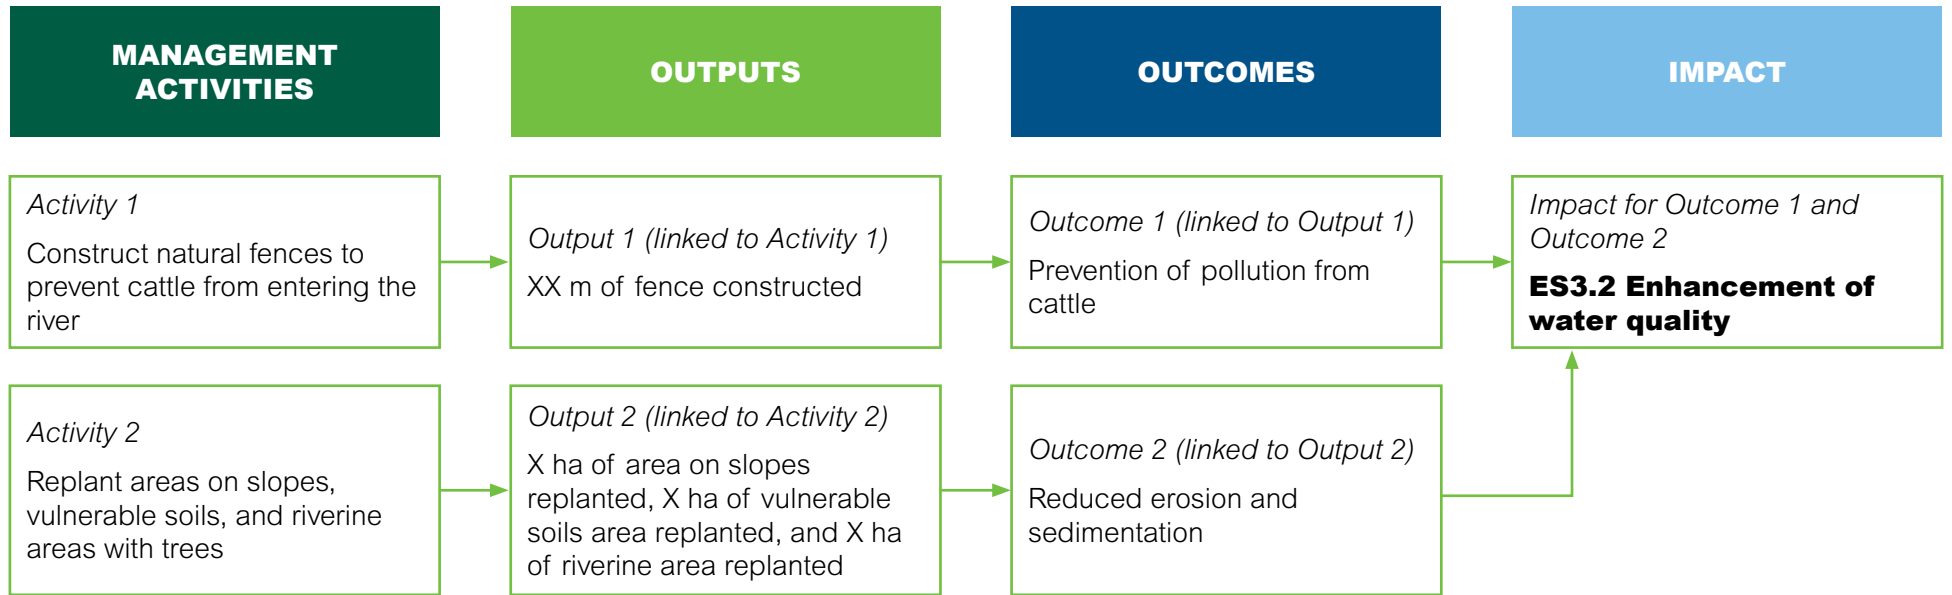 MANAGEMENT
ACTIVITIES
OUTPUTS
OUTCOMES
IMPACT
Activity 1
Construct natural fences to
prevent cattle from entering the
river
Output 1 (linked to Activity 1)
XX m of fence constructed
Outcome 1 (linked to Output 1)
Prevention of pollution from
cattle
Impact for Outcome 1 and
Outcome 2
ES3.2 Enhancement of
water quality
Activity 2
Replant areas on slopes,
vulnerable soils, and riverine
areas with trees
Output 2 (linked to Activity 2)
X ha of area on slopes
replanted, X ha of vulnerable
soils area replanted, and X ha
of riverine area replanted
Outcome 2 (linked to Output 2)
Reduced erosion and
sedimentation